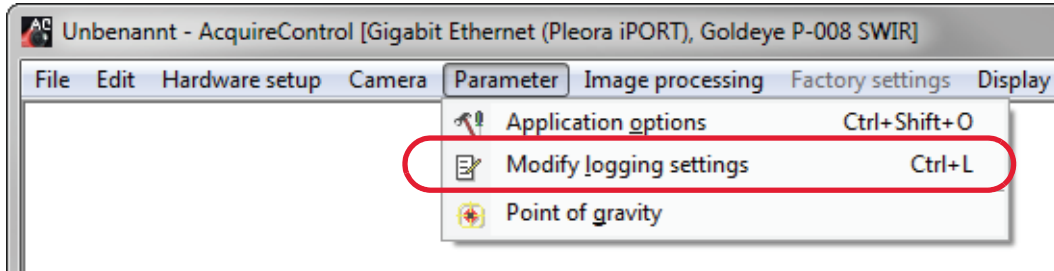 AC Unbenannt - AcquireControl [Gigabit Ethernet (Pleora iPORT), Goldeye P-008 SWIR]
File Edit Hardware setup Camera Parameter Image processing Factory settings Display
Application options Ctrl+Shift+O
Modify logging settings Ctrl+L
Point of gravity